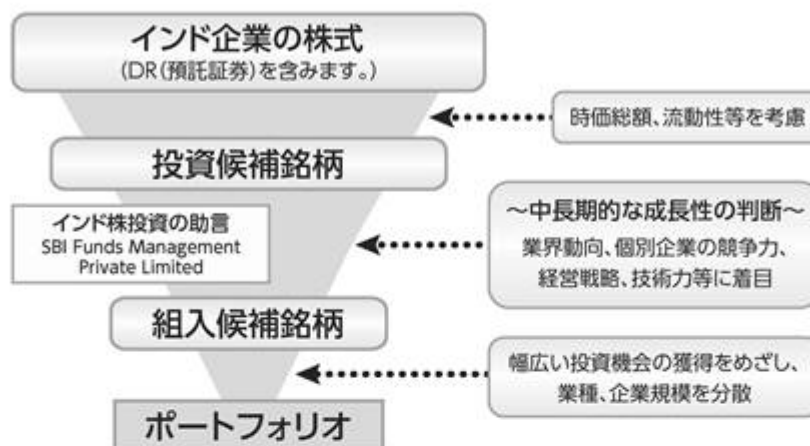 インド企業の株式
(DR(預託証券)を含みます。)
時価総額、流動性等を考慮
投資候補銘柄
インド株投資の助言
SBI Funds Management
Private Limited
～中長期的な成長性の判断～
業界動向、個別企業の競争力、
経営戦略、技術力等に着目
組入候補銘柄
幅広い投資機会の獲得をめざし、
業種、企業規模を分散
ポートフォリオ